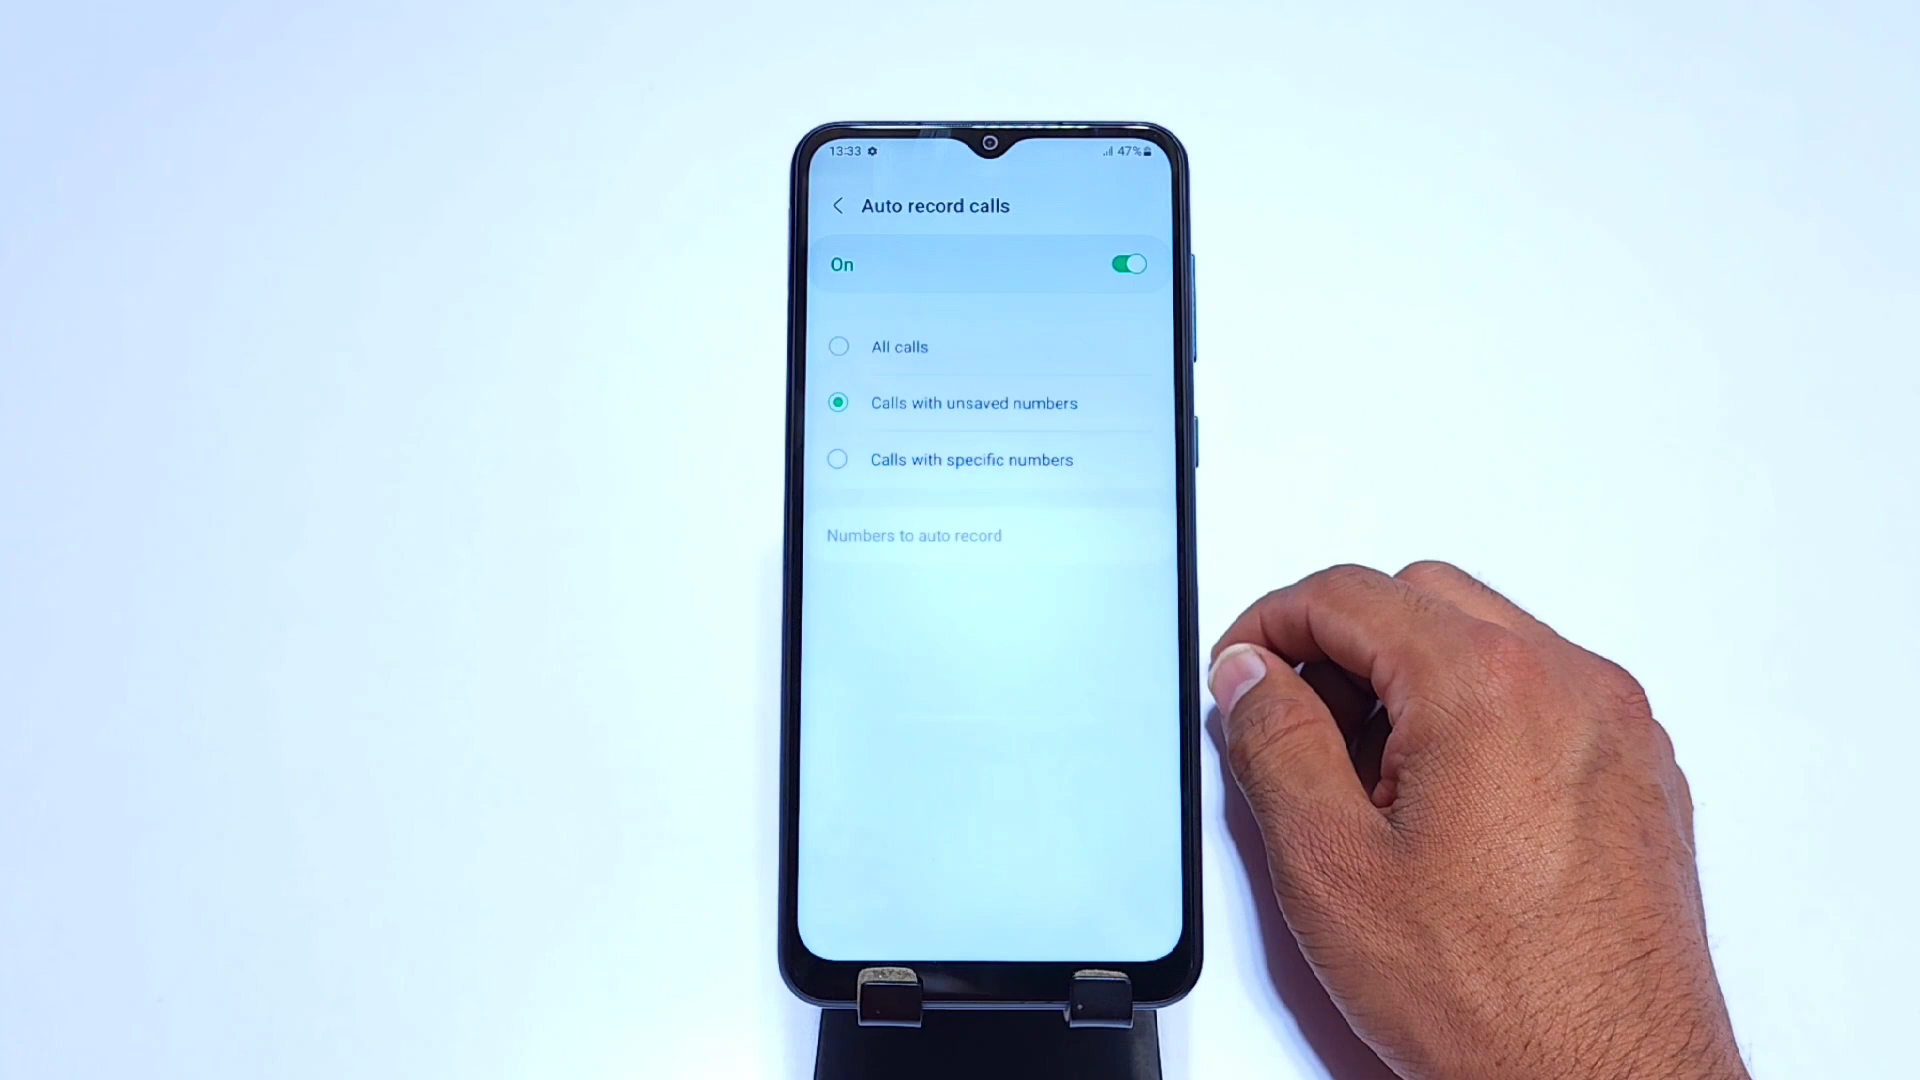 13:33 47%
Auto record calls
On
All calls
Calls with unsaved numbers
Calls with specific numbers
Numbers to auto record